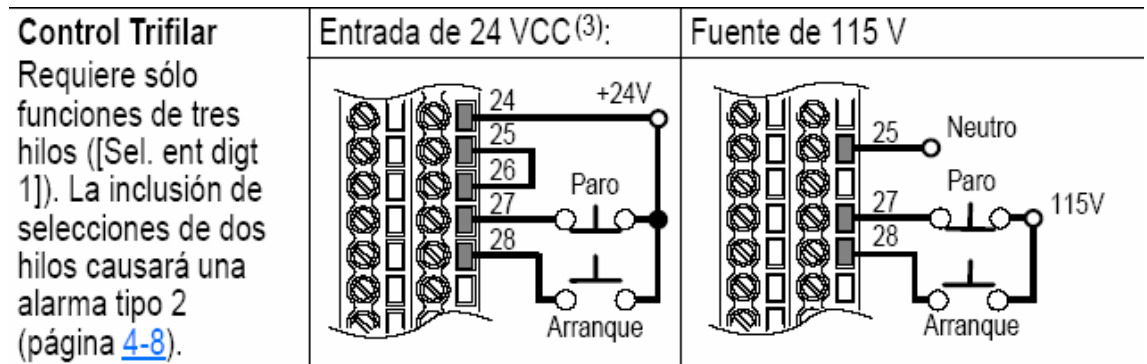 Control Trifilar
Requiere sólo
funciones de tres
hilos ([Sel. ent digt
1]). La inclusión de
selecciones de dos
hilos causará una
alarma tipo 2
(página 4-8).
Entrada de 24 VCC(3):
24
+24V
25
26
Paro
27
28
Arranque
Fuente de 115 V
25
Neutro
Paro
27
115V
28
Arranque